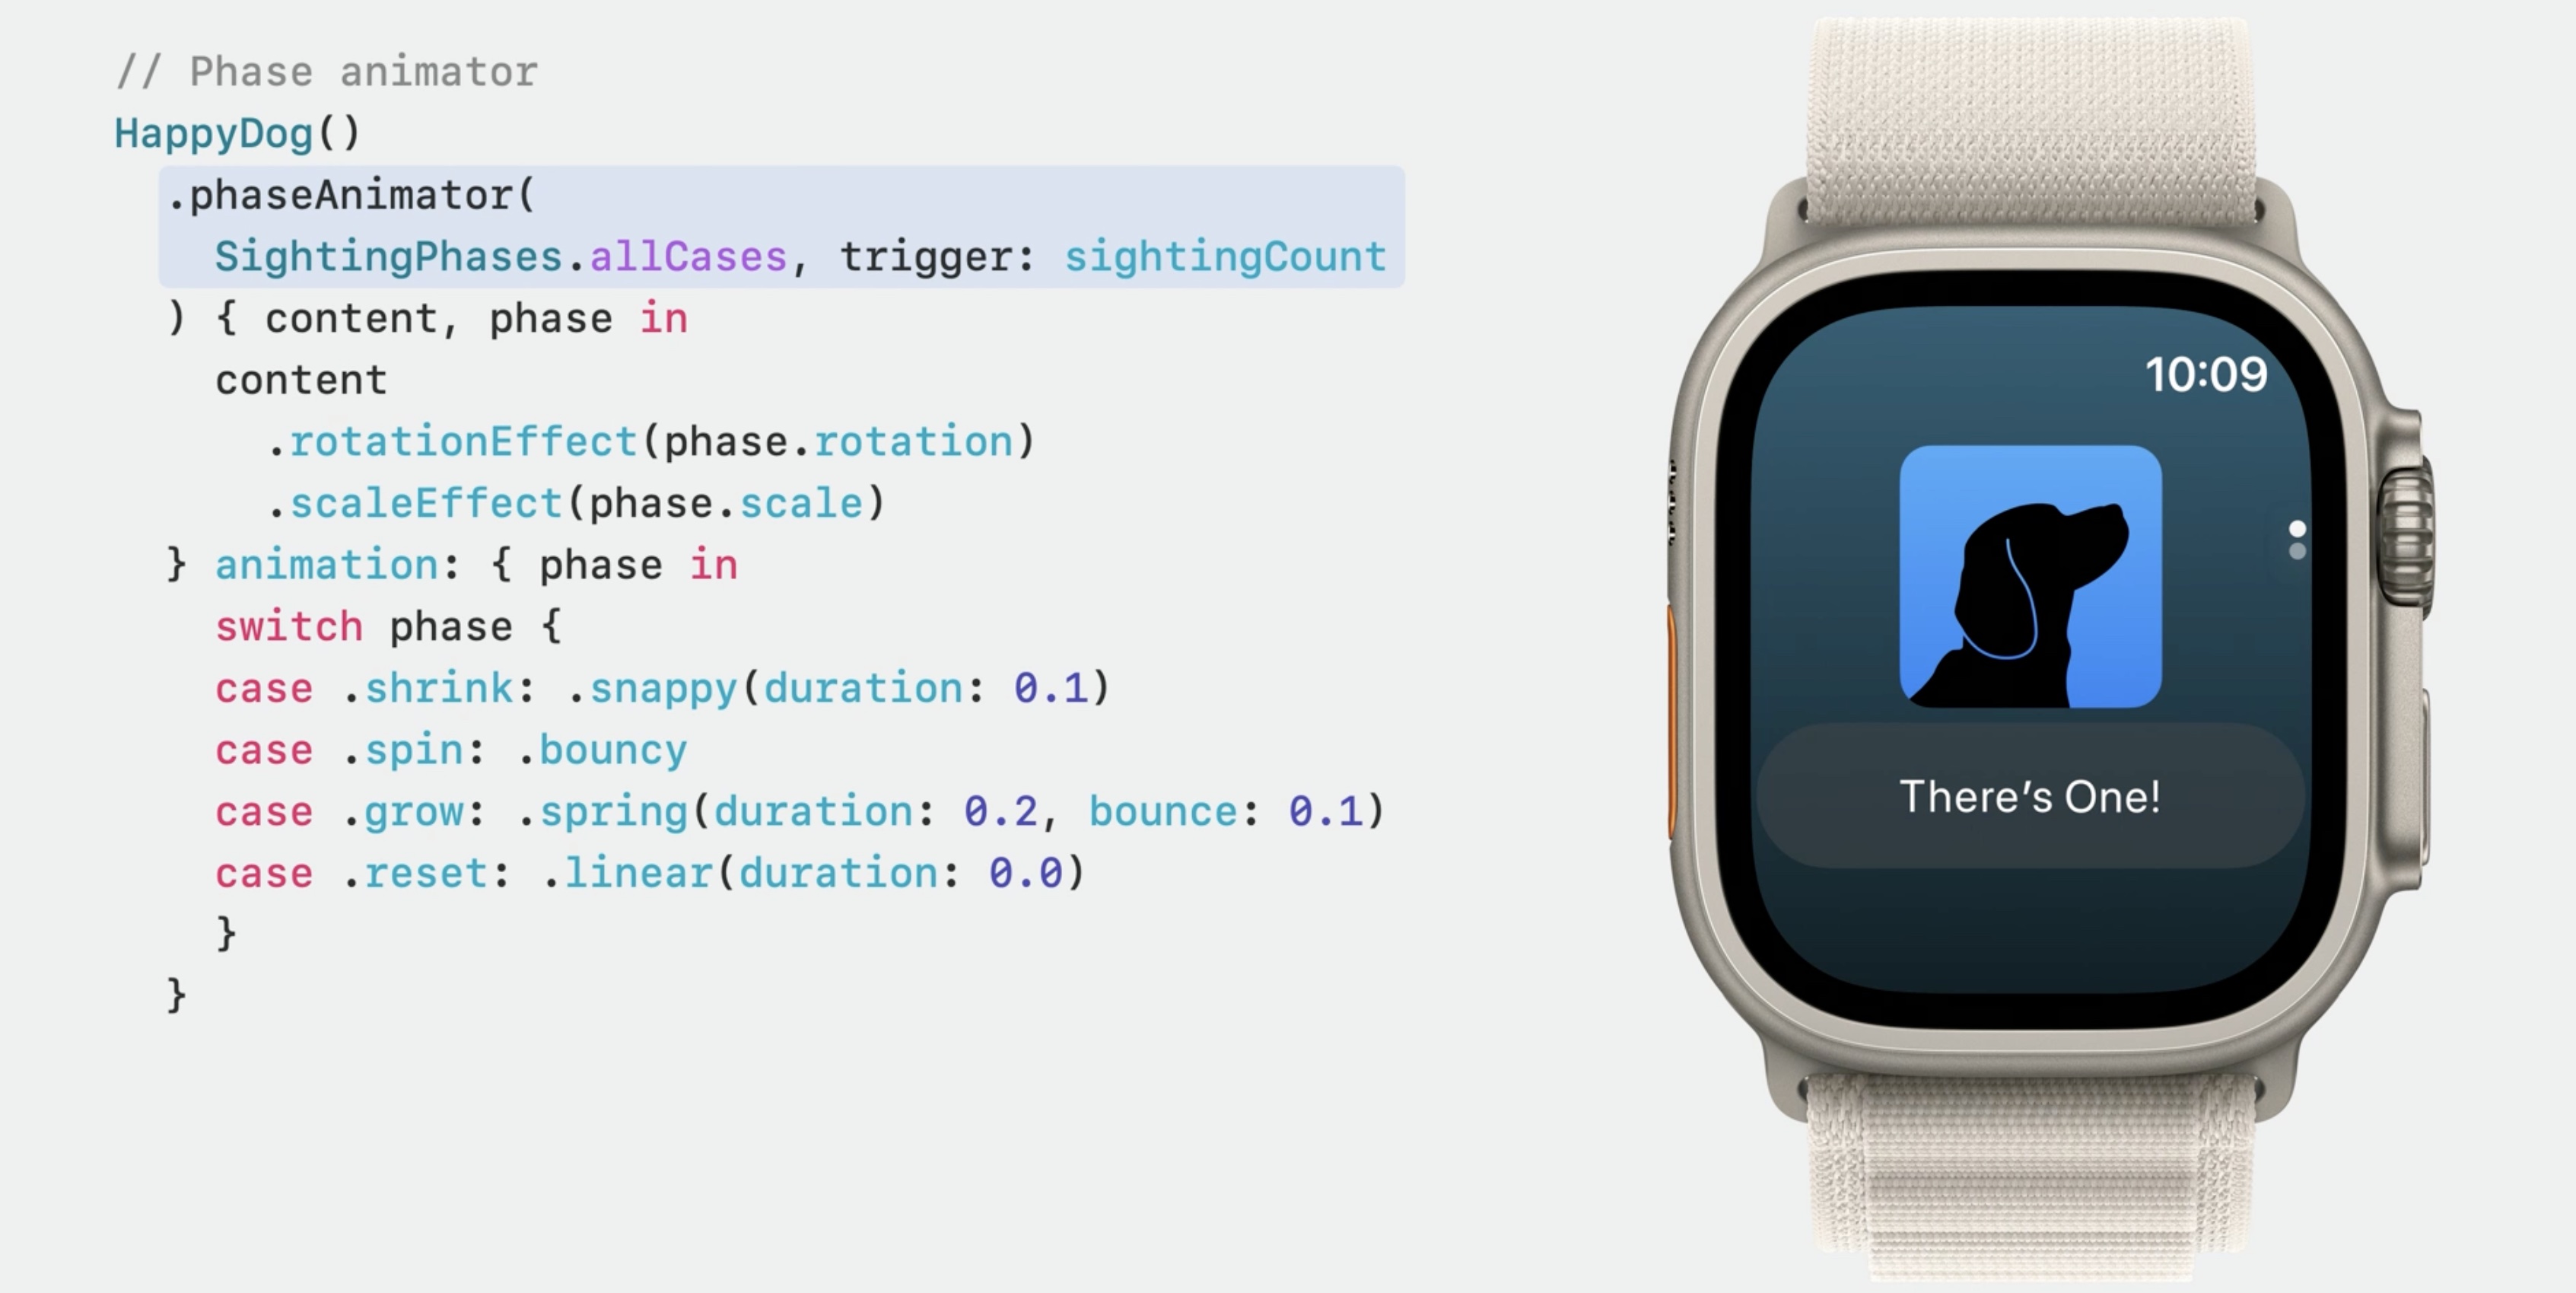 // Phase animator
HappyDog()
.phaseAnimator(
SightingPhases.allCases, trigger: sightingCount
) { content, phase in
content
.rotationEffect(phase.rotation)
.scaleEffect(phase.scale)
} animation: { phase in
switch phase {
case .shrink: .snappy(duration: 0.1)
case .spin: .bouncy
case .grow: .spring(duration: 0.2, bounce: 0.1)
case .reset: .linear(duration: 0.0)
}
}
10:09
There’s One!